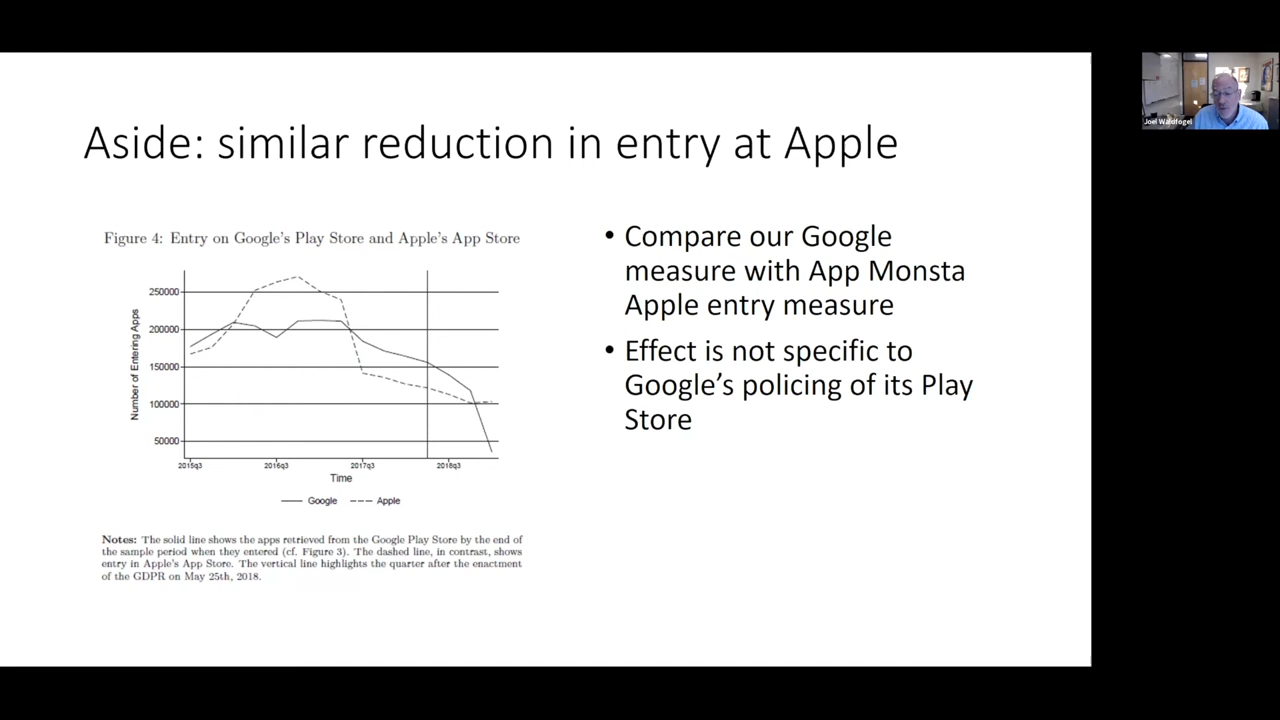 Aside: similar reduction in entry at Apple
Figure 4: Entry on Google's Play Store and Apple's App Store
250000
200000
150000
100000
50000
Number of Entering Apps
2015q3 2016q3 2017q3 2018q3
Time
Google Apple
Notes: The solid line shows the apps retrieved from the Google Play Store by the end of
the sample period when they entered (cf. Figure 3). The dashed line, in contrast, shows
entry in Apple's App Store. The vertical line highlights the quarter after the enactment
of the GDPR on May 25th, 2018.
• Compare our Google
measure with App Monsta
Apple entry measure
• Effect is not specific to
Google’s policing of its Play
Store
Joel Waldfogel